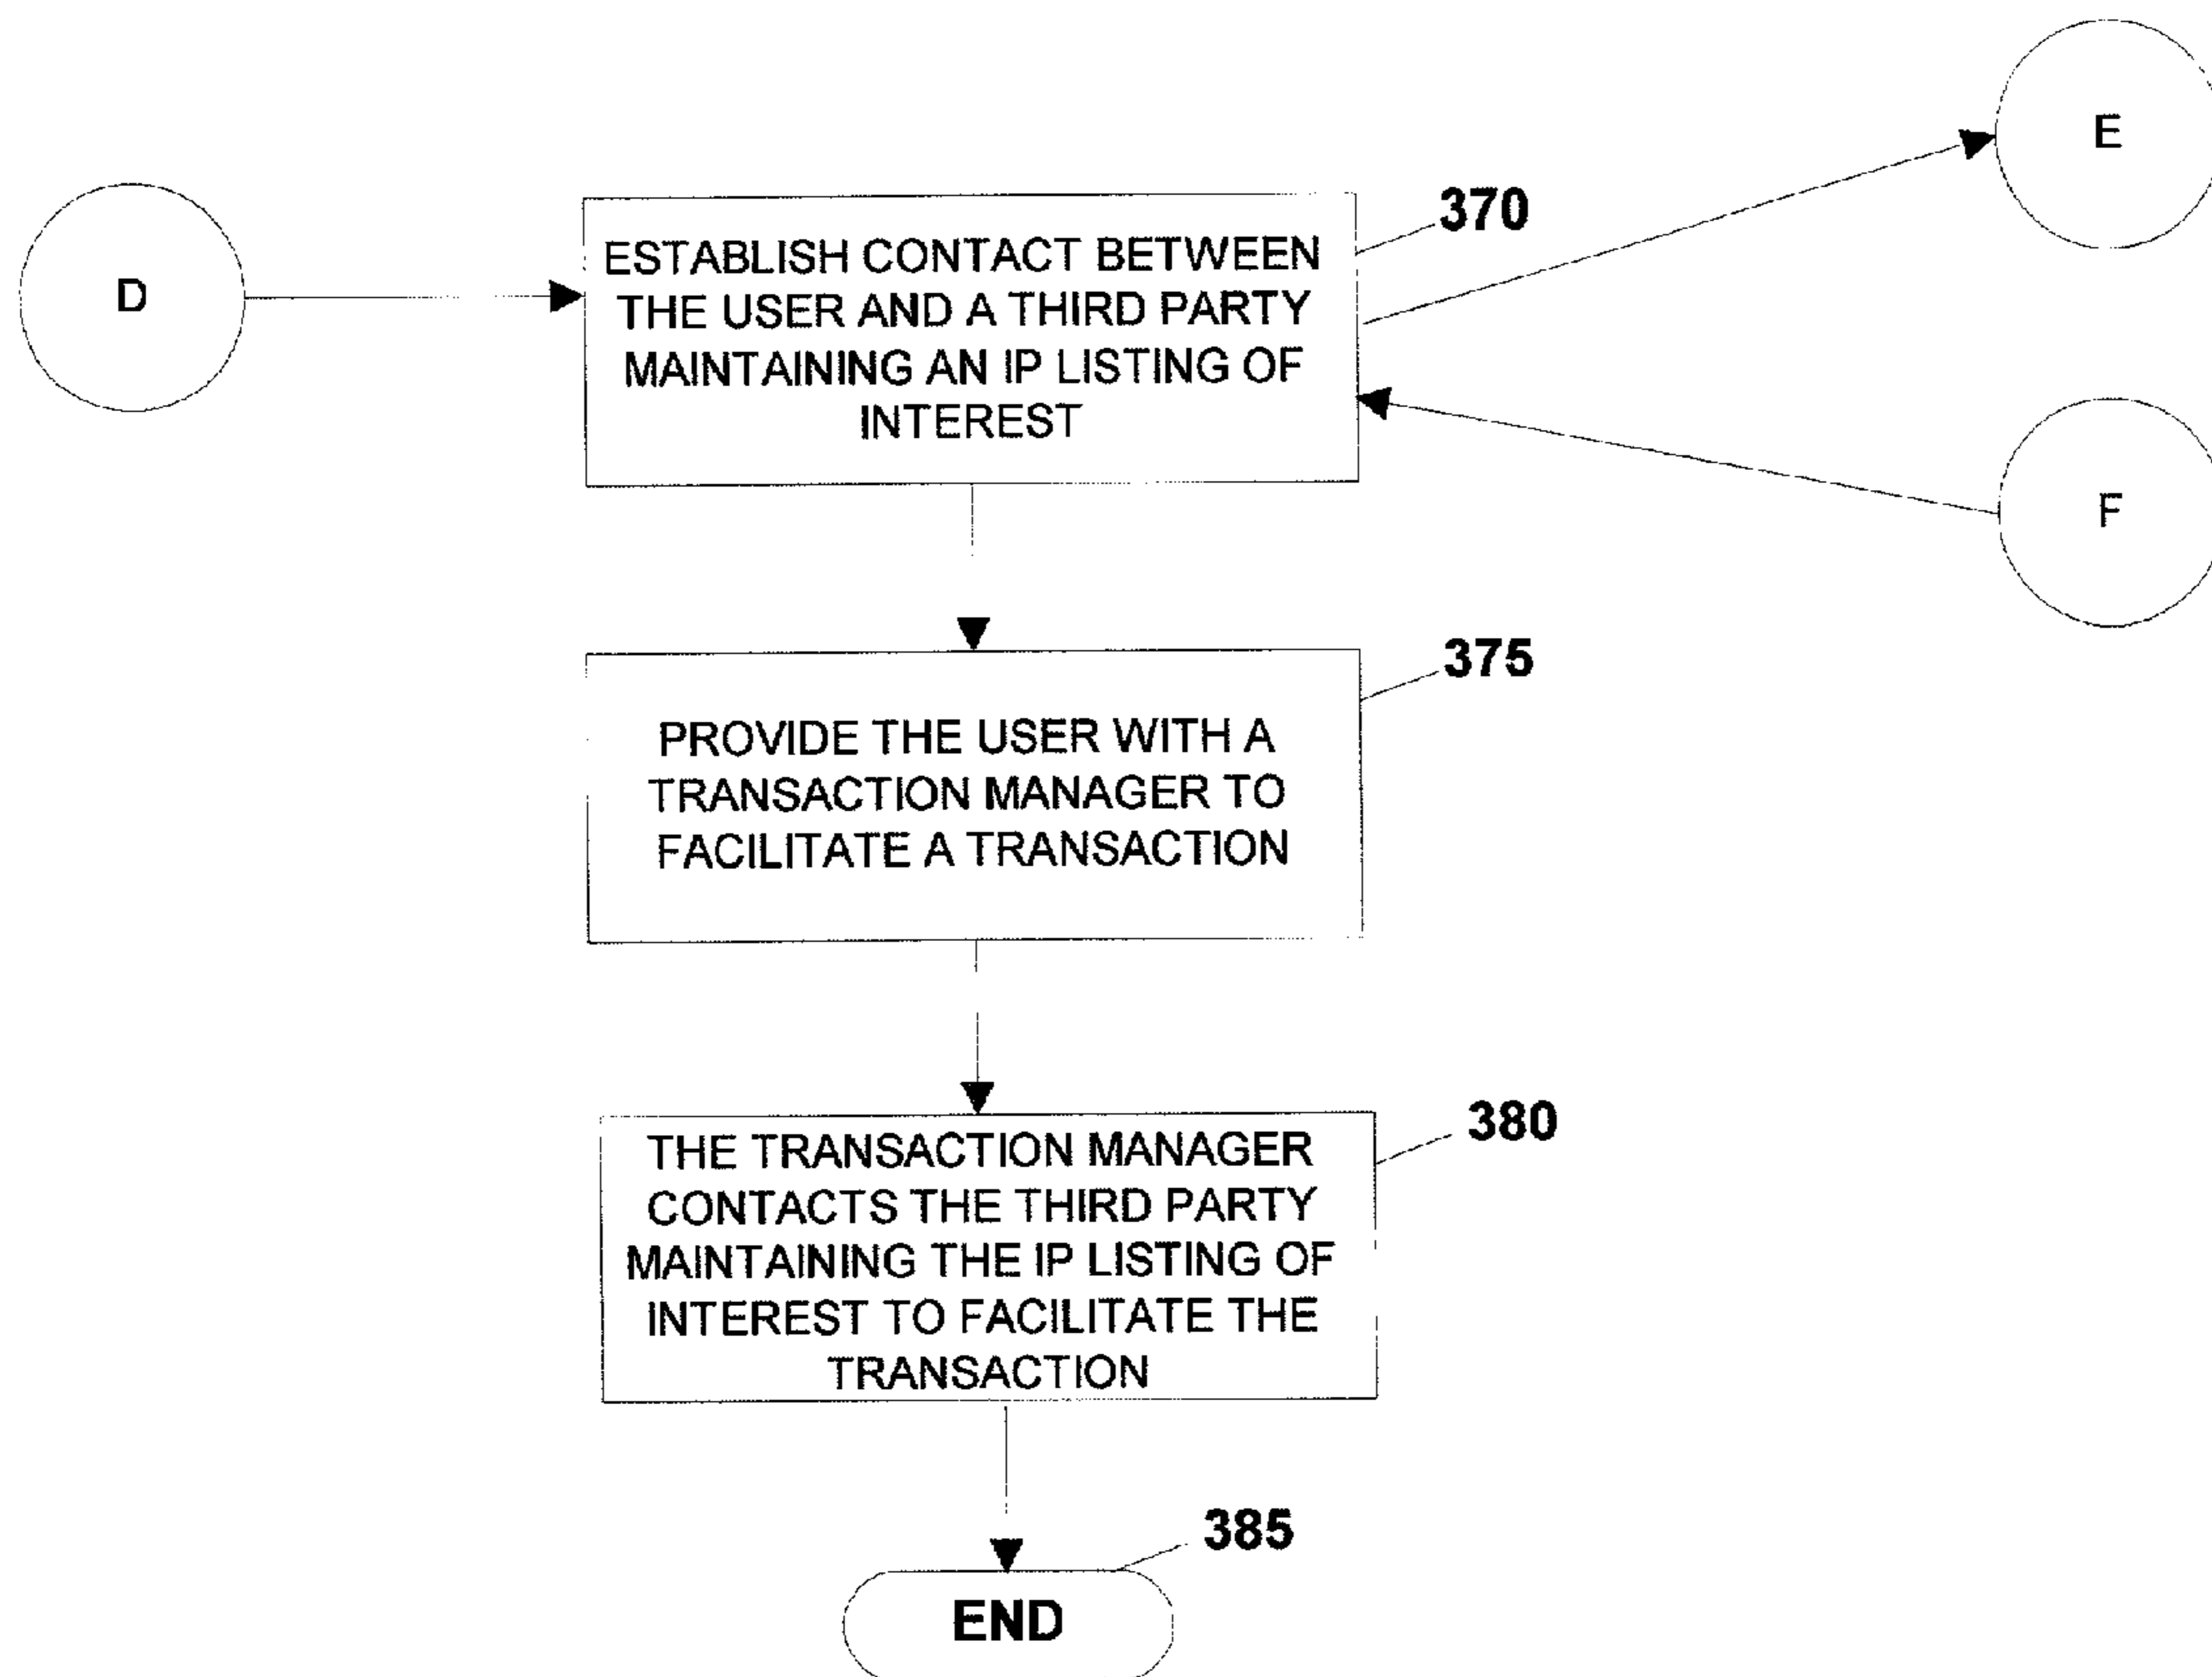 E
D
370
ESTABLISH CONTACT BETWEEN
THE USER AND A THIRD PARTY
MAINTAINING AN IP LISTING OF
INTEREST
F
375
PROVIDE THE USER WITH A
TRANSACTION MANAGER TO
FACILITATE A TRANSACTION
380
THE TRANSACTION MANAGER
CONTACTS THE THIRD PARTY
MAINTAINING THE IP LISTING OF
INTEREST TO FACILITATE THE
TRANSACTION
385
END